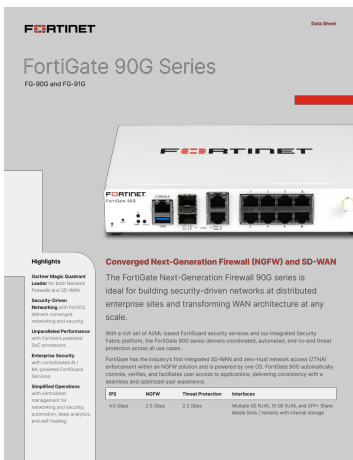 FORTINET
Data Sheet
FortiGate 90G Series
FG-90G and FG-91G
FORTINET
FORTINET
FortiGate 90G
CONSOLE
Highlights
Gartner Magic Quadrant
Leader for both Network
Firewalls and SD-WAN.
Security-Driven
Networking with FortiOS
delivers converged
networking and security.
Unparalleled Performance
with Fortinet's patented
SoC processors.
Enterprise Security
with consolidated AI /
ML-powered FortiGuard
Services.
Simplified Operations
with centralized
management for
networking and security,
automation, deep analytics,
and self-healing.
Converged Next-Generation Firewall (NGFW) and SD-WAN
The FortiGate Next-Generation Firewall 90G series is
ideal for building security-driven networks at distributed
enterprise sites and transforming WAN architecture at any
scale.
With a rich set of AI/ML-based FortiGuard security services and our integrated Security
Fabric platform, the FortiGate 90G series delivers coordinated, automated, end-to-end threat
protection across all use cases.
FortiGate has the industry's first integrated SD-WAN and zero-trust network access (ZTNA)
enforcement within an NGFW solution and is powered by one OS. FortiGate 90G automatically
controls, verifies, and facilitates user access to applications, delivering consistency with a
seamless and optimized user experience.
IPS NGFW Threat Protection Interfaces
4.5 Gbps 2.5 Gbps 2.2 Gbps Multiple GE RJ45, 10 GE RJ45, and SFP+ Share
Media Slots / Variants with internal storage